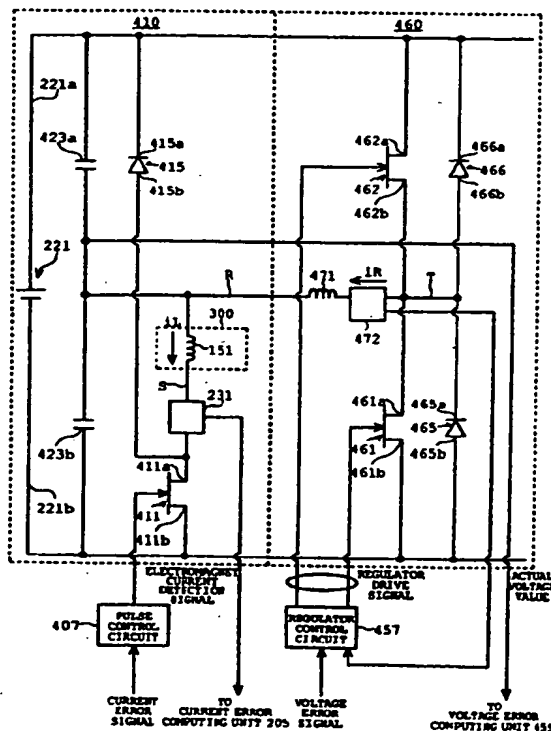 410
460
221a
423a
415a
415
415b
462a
462
462b
466a
466
466b
221
R
471
IR
T
300
iL
151
472
S
231
423b
411a
411
411b
461a
461
461b
465a
465
465b
221b
ELECTROMAGNET
CURRENT
DETECTION
SIGNAL
REGULATOR
DRIVE
SIGNAL
ACTUAL
VOLTAGE
VALUE
407
PULSE
CONTROL
CIRCUIT
REGULATOR
CONTROL
CIRCUIT
457
CURRENT
ERROR
SIGNAL
TO
CURRENT ERROR
COMPUTING UNIT 205
VOLTAGE
ERROR
SIGNAL
TO
VOLTAGE ERROR
COMPUTING UNIT 455